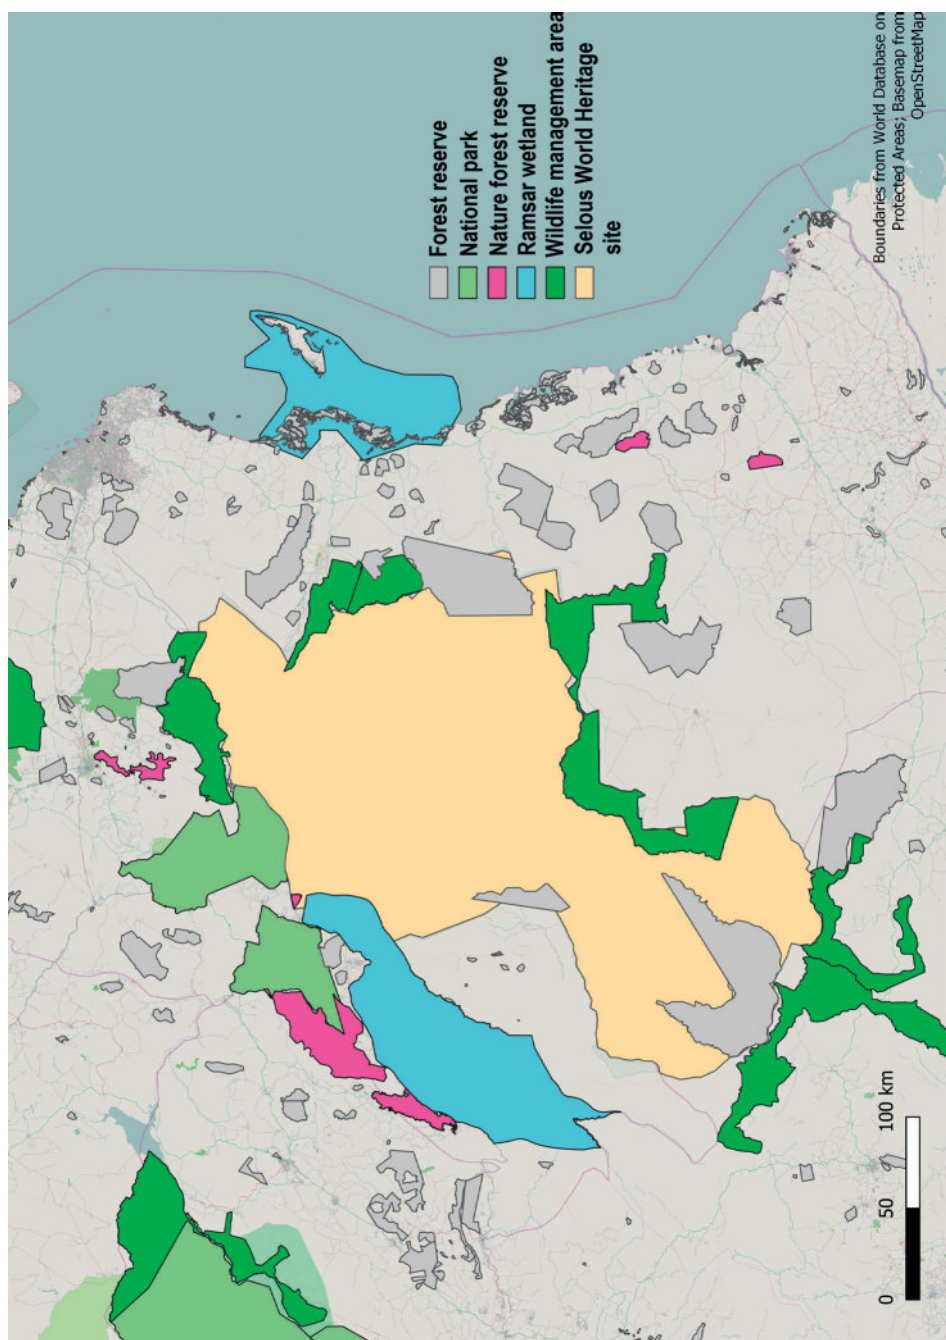 Forest reserve
National park
Nature forest reserve
Ramsar wetland
Wildlife management area
Selous World Heritage
site
Boundaries from World Database on
Protected Areas; Basemap from
OpenStreetMap
0 50 100 km